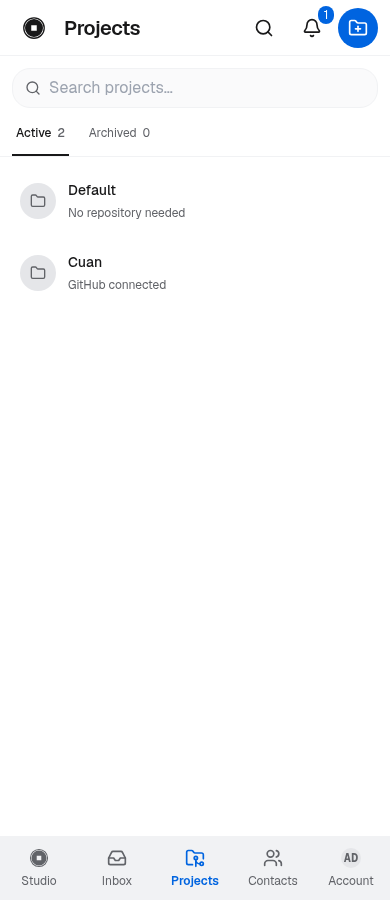 Projects
1
Search projects...
Active 2
Archived 0
Default
No repository needed
Cuan
GitHub connected
Studio
Inbox
Projects
Contacts
AD
Account